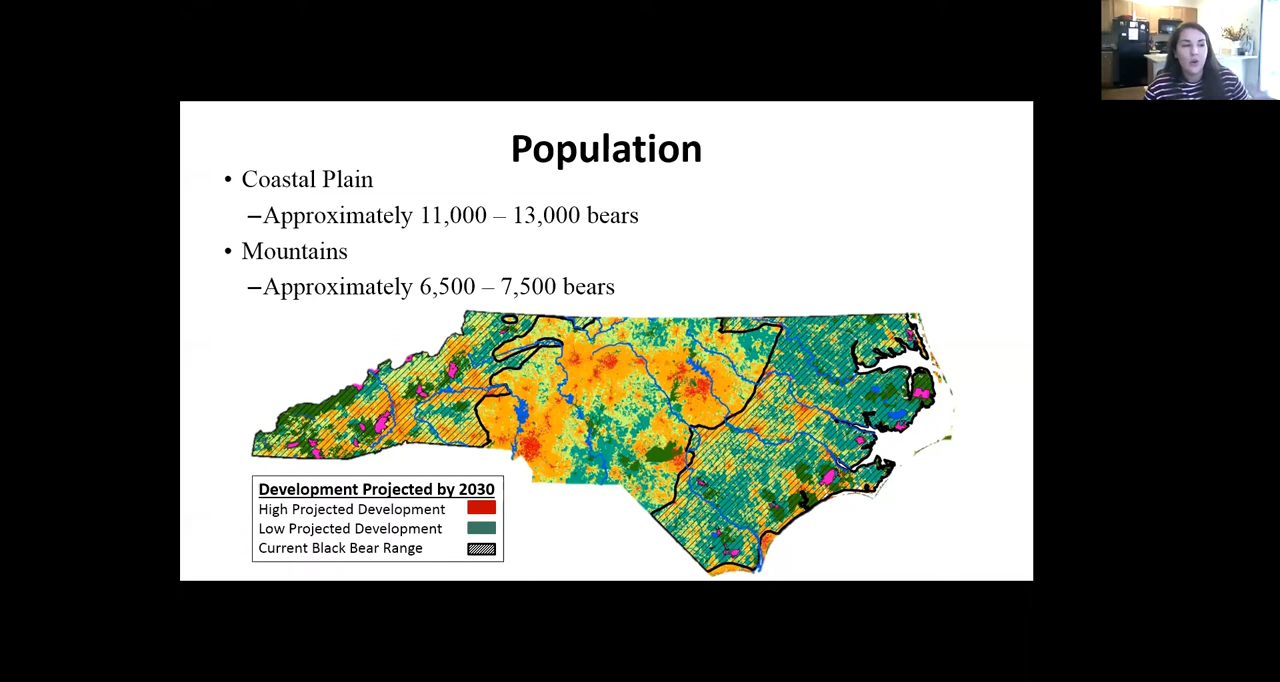 Population
• Coastal Plain
–Approximately 11,000 – 13,000 bears
• Mountains
–Approximately 6,500 – 7,500 bears
Development Projected by 2030
High Projected Development
Low Projected Development
Current Black Bear Range